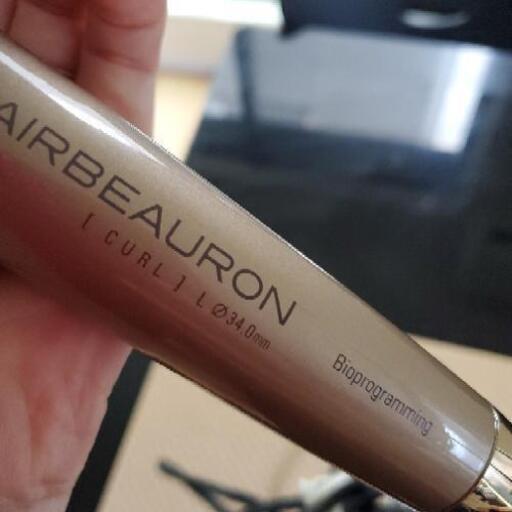 AIRBEAURON
[ CURL ] L Ø34.0mm
Bioprogramming